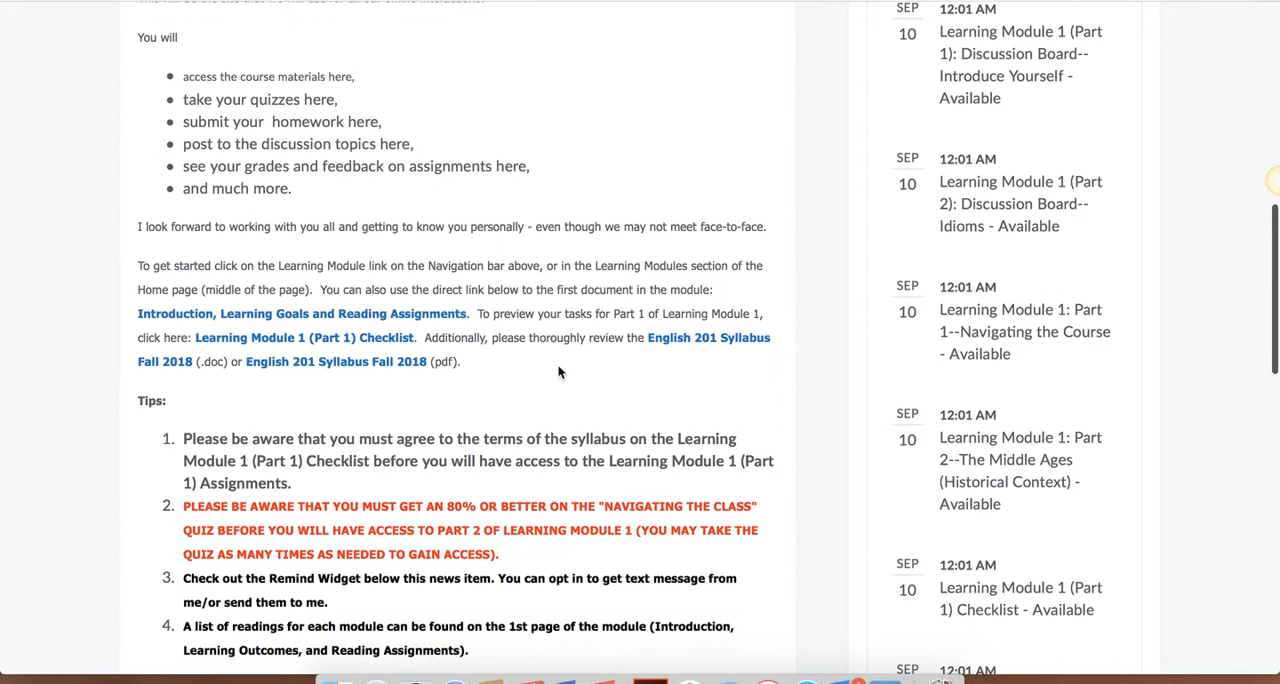 You will
access the course materials here,
take your quizzes here,
submit your  homework here,
post to the discussion topics here,
see your grades and feedback on assignments here,
and much more.
I look forward to working with you all and getting to know you personally - even though we may not meet face-to-face.
To get started click on the Learning Module link on the Navigation bar above, or in the Learning Modules section of the
Home page (middle of the page).  You can also use the direct link below to the first document in the module:
Introduction, Learning Goals and Reading Assignments.  To preview your tasks for Part 1 of Learning Module 1,
click here: Learning Module 1 (Part 1) Checklist.  Additionally, please thoroughly review the English 201 Syllabus
Fall 2018 (.doc) or English 201 Syllabus Fall 2018 (pdf).
Tips:
1. Please be aware that you must agree to the terms of the syllabus on the Learning
Module 1 (Part 1) Checklist before you will have access to the Learning Module 1 (Part
1) Assignments.
2. PLEASE BE AWARE THAT YOU MUST GET AN 80% OR BETTER ON THE "NAVIGATING THE CLASS"
QUIZ BEFORE YOU WILL HAVE ACCESS TO PART 2 OF LEARNING MODULE 1 (YOU MAY TAKE THE
QUIZ AS MANY TIMES AS NEEDED TO GAIN ACCESS).
3. Check out the Remind Widget below this news item. You can opt in to get text message from
me/or send them to me.
4. A list of readings for each module can be found on the 1st page of the module (Introduction,
Learning Outcomes, and Reading Assignments).
SEP
10
12:01 AM
Learning Module 1 (Part
1): Discussion Board--
Introduce Yourself -
Available
SEP
10
12:01 AM
Learning Module 1 (Part
2): Discussion Board--
Idioms - Available
SEP
10
12:01 AM
Learning Module 1: Part
1--Navigating the Course
- Available
SEP
10
12:01 AM
Learning Module 1: Part
2--The Middle Ages
(Historical Context) -
Available
SEP
10
12:01 AM
Learning Module 1 (Part
1) Checklist - Available
SEP
12:01 AM